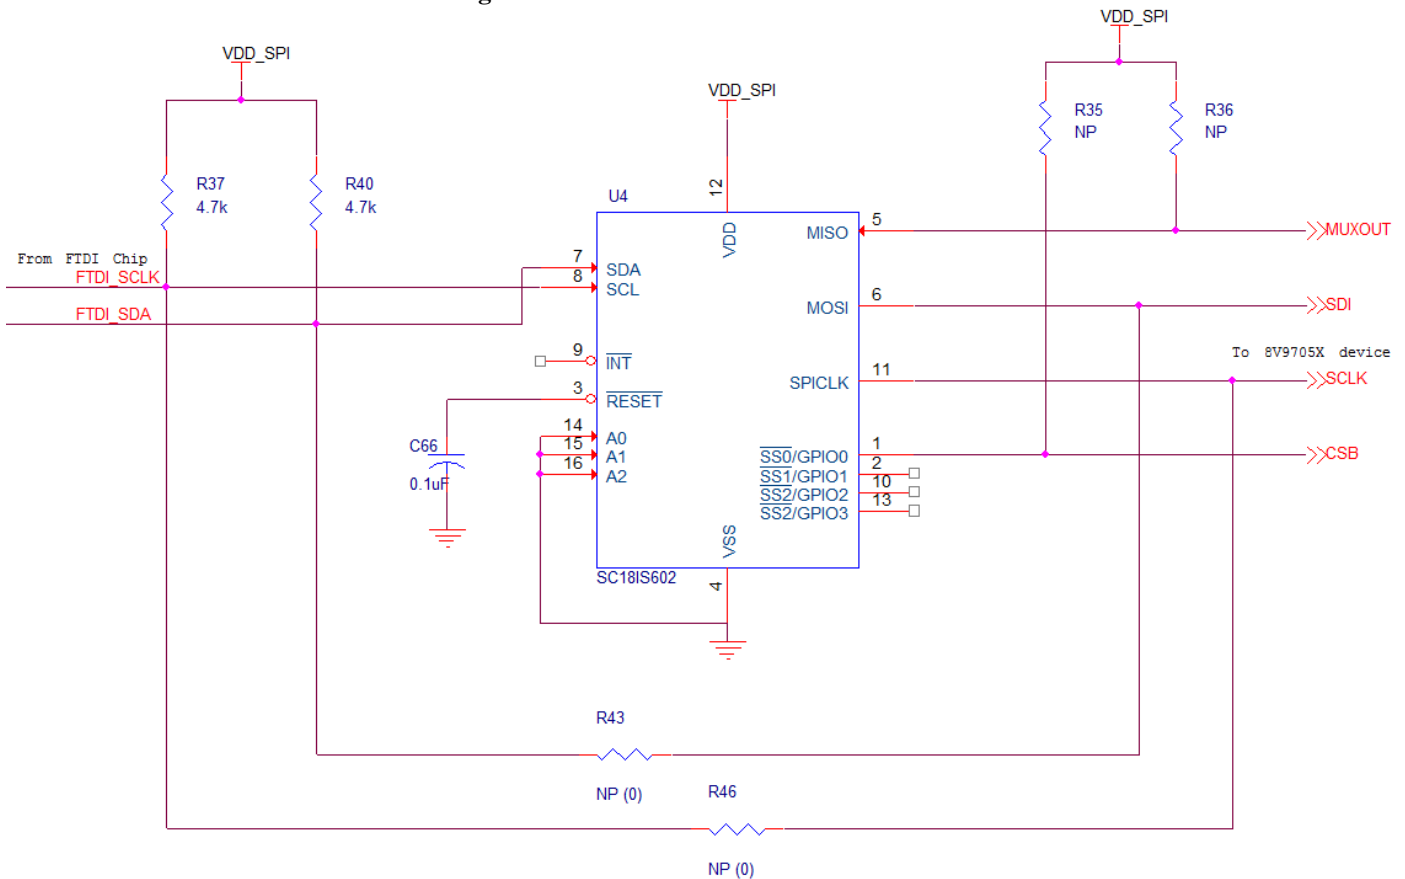 VDD_SPI
VDD_SPI
VDD_SPI
R35
NP
R36
NP
R37
4.7k
R40
4.7k
U4
12
VDD
MISO
5
MUXOUT
From FTDI Chip
FTDI_SCLK
FTDI_SDA
7
SDA
8
SCL
MOSI
6
SDI
9
INT
To 8V9705X device
SPICLK
11
SCLK
3
RESET
14
A0
15
A1
16
A2
C66
0.1uF
SS0/GPIO0
1
CSB
SS1/GPIO1
2
SS2/GPIO2
10
SS2/GPIO3
13
VSS
4
SC18IS602
R43
NP (0)
R46
NP (0)